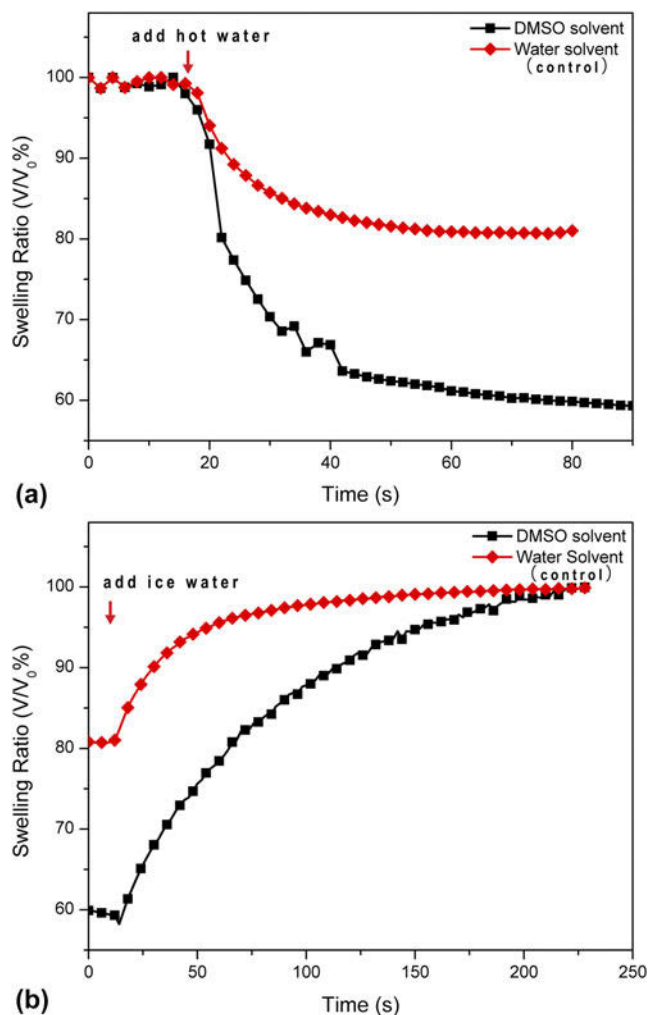 add hot water
DMSO solvent
Water solvent
(control)
100
90
80
70
60
Swelling Ratio (V/V₀%)
0 20 40 60 80
Time (s)
(a)
add ice water
DMSO solvent
Water Solvent
(control)
100
90
80
70
60
Swelling Ratio (V/V₀%)
0 50 100 150 200 250
Time (s)
(b)